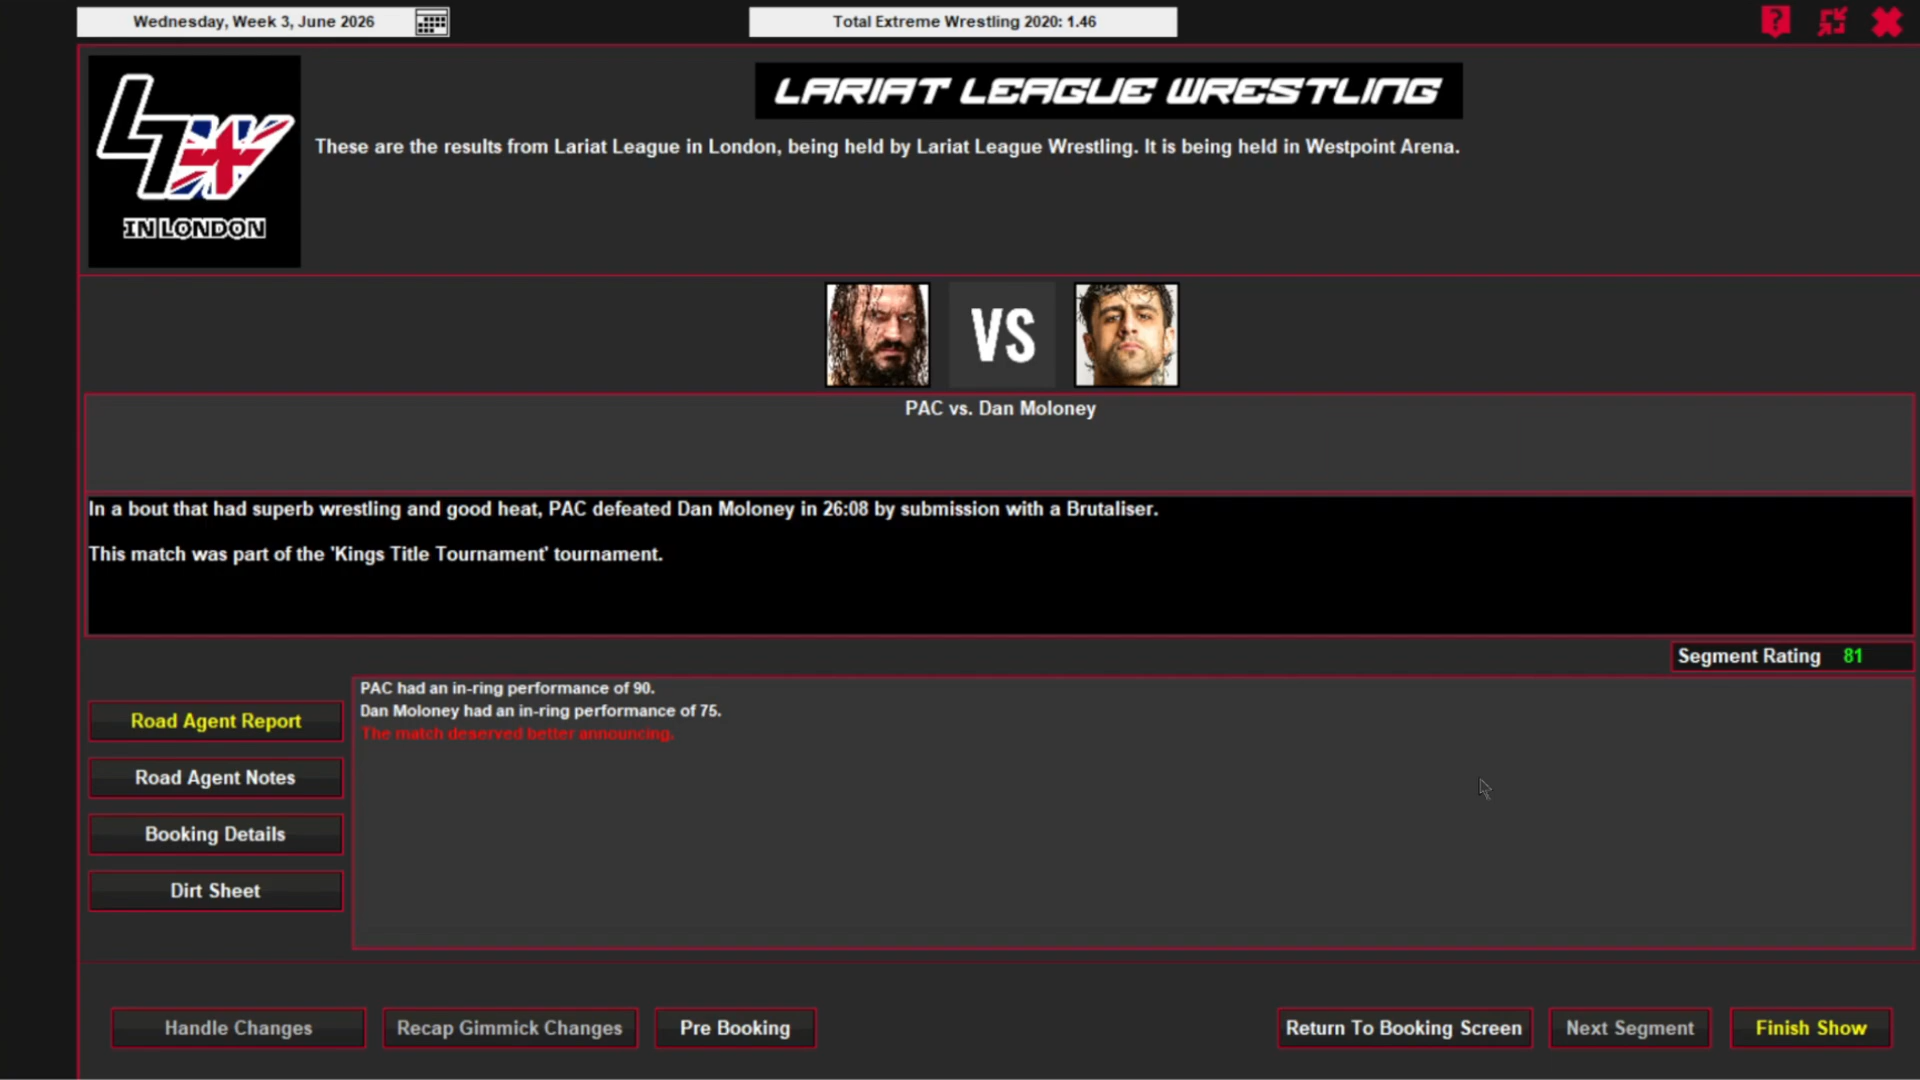 Wednesday, Week 3, June 2026
Total Extreme Wrestling 2020: 1.46
?
LTW
IN LONDON
LARIAT LEAGUE WRESTLING
These are the results from Lariat League in London, being held by Lariat League Wrestling. It is being held in Westpoint Arena.
VS
PAC vs. Dan Moloney
In a bout that had superb wrestling and good heat, PAC defeated Dan Moloney in 26:08 by submission with a Brutaliser.
This match was part of the 'Kings Title Tournament' tournament.
Segment Rating 81
Road Agent Report
Road Agent Notes
Booking Details
Dirt Sheet
PAC had an in-ring performance of 90.
Dan Moloney had an in-ring performance of 75.
The match deserved better announcing.
Handle Changes
Recap Gimmick Changes
Pre Booking
Return To Booking Screen
Next Segment
Finish Show